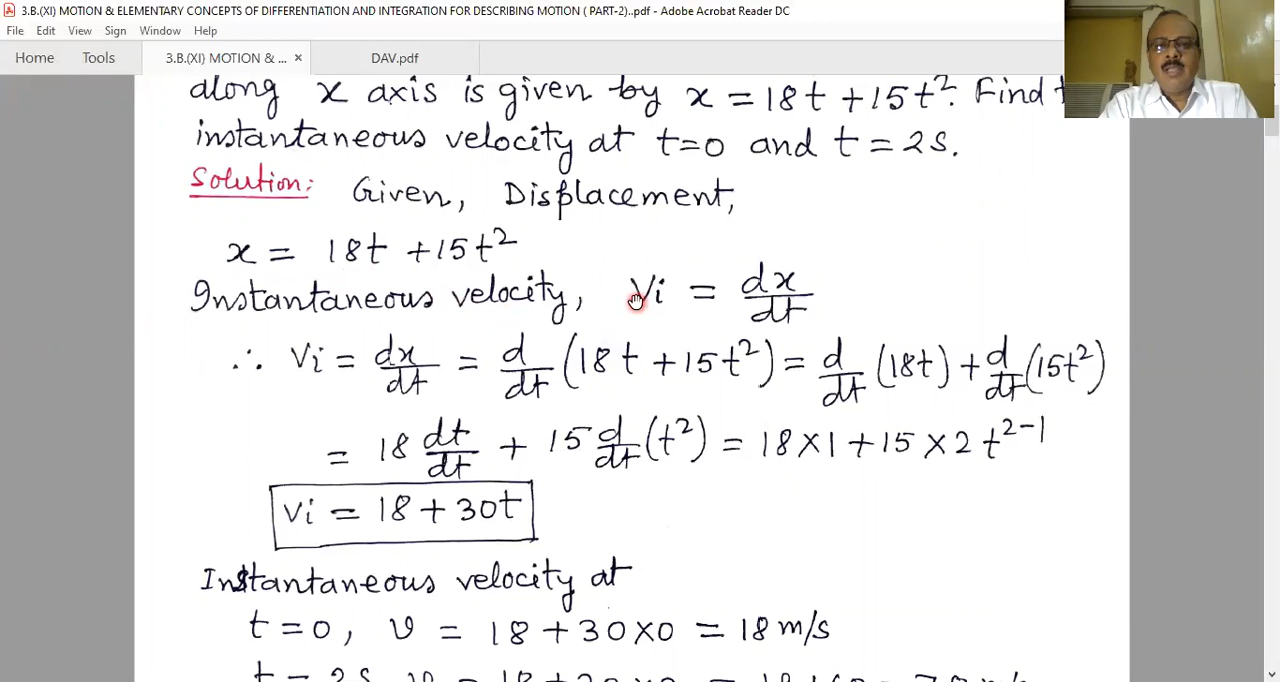 3.B.(XI) MOTION & ELEMENTARY CONCEPTS OF DIFFERENTIATION AND INTEGRATION FOR DESCRIBING MOTION ( PART-2)..pdf - Adobe Acrobat Reader DC
File Edit View Sign Window Help
Home Tools 3.B.(XI) MOTION & ... × DAV.pdf
along x axis is given by x = 18t + 15t². Find
instantaneous velocity at t=0 and t = 2s.
Solution: Given, Displacement,
x = 18t + 15t²
Instantaneous velocity, Vi = dx/dt
∴ Vi = dx/dt = d/dt (18t + 15t²) = d/dt (18t) + d/dt (15t²)
= 18 dt/dt + 15 d/dt (t²) = 18 × 1 + 15 × 2 t²⁻¹
Vi = 18 + 30t
Instantaneous velocity at
t = 0, v = 18 + 30 × 0 = 18 m/s